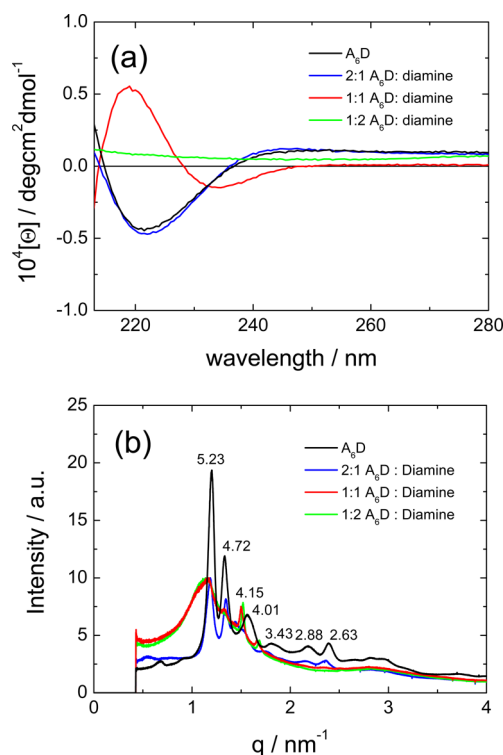 (a)
A₆D
2:1 A₆D: diamine
1:1 A₆D: diamine
1:2 A₆D: diamine
1.0
0.5
0.0
-0.5
-1.0
10⁴[Θ] / degcm²dmol⁻¹
220
240
260
280
wavelength / nm
(b)
A₆D
2:1 A₆D : Diamine
1:1 A₆D : Diamine
1:2 A₆D : Diamine
25
20
15
10
5
0
Intensity / a.u.
5.23
4.72
4.15
4.01
3.43
2.88
2.63
0
1
2
3
4
q / nm⁻¹